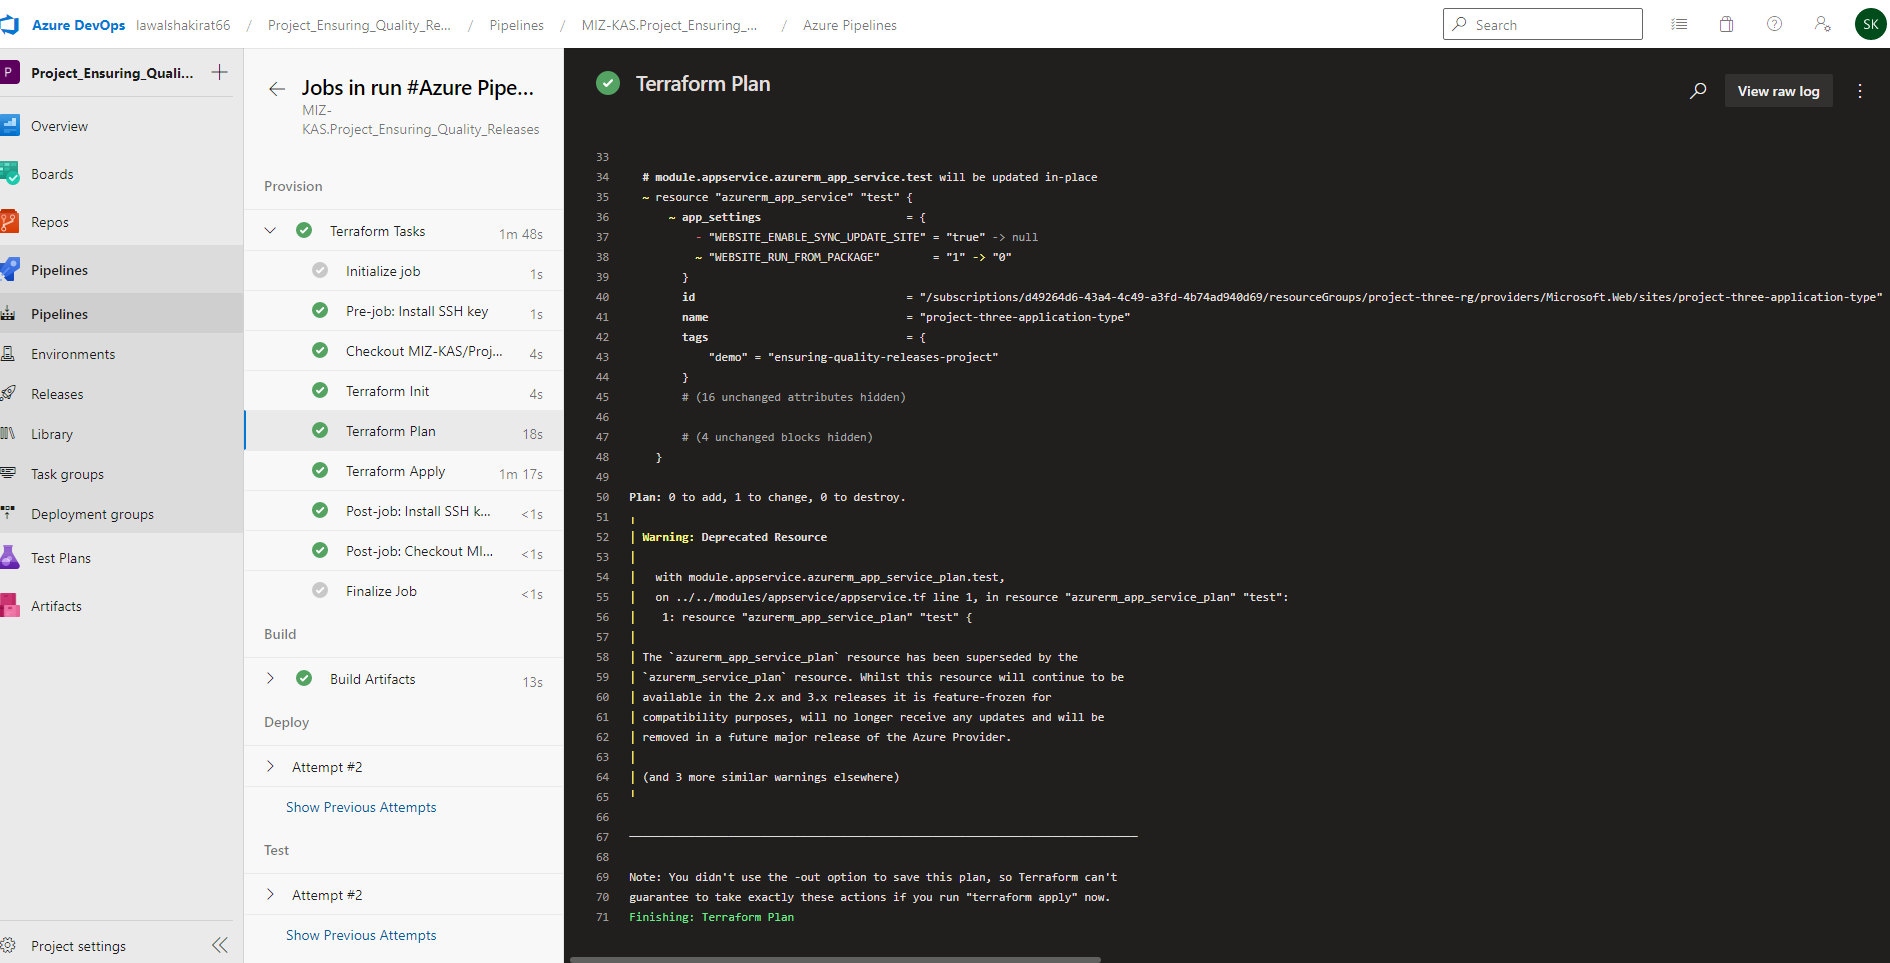 Azure DevOps lawalshakirat66 / Project_Ensuring_Quality_Re... / Pipelines / MIZ-KAS.Project_Ensuring_... / Azure Pipelines
Search
SK
P Project_Ensuring_Quali...
Overview
Boards
Repos
Pipelines
Pipelines
Environments
Releases
Library
Task groups
Deployment groups
Test Plans
Artifacts
Project settings
Jobs in run #Azure Pipe...
MIZ-
KAS.Project_Ensuring_Quality_Releases
Provision
Terraform Tasks 1m 48s
Initialize job 1s
Pre-job: Install SSH key 1s
Checkout MIZ-KAS/Proj... 4s
Terraform Init 4s
Terraform Plan 18s
Terraform Apply 1m 17s
Post-job: Install SSH k... <1s
Post-job: Checkout MI... <1s
Finalize Job <1s
Build
Build Artifacts 13s
Deploy
Attempt #2
Show Previous Attempts
Test
Attempt #2
Show Previous Attempts
Terraform Plan
View raw log
33
34 # module.appservice.azurerm_app_service.test will be updated in-place
35 ~ resource "azurerm_app_service" "test" {
36 ~ app_settings = {
37 - "WEBSITE_ENABLE_SYNC_UPDATE_SITE" = "true" -> null
38 ~ "WEBSITE_RUN_FROM_PACKAGE" = "1" -> "0"
39 }
40 id = "/subscriptions/d49264d6-43a4-4c49-a3fd-4b74ad940d69/resourceGroups/project-three-rg/providers/Microsoft.Web/sites/project-three-application-type"
41 name = "project-three-application-type"
42 tags = {
43 "demo" = "ensuring-quality-releases-project"
44 }
45 # (16 unchanged attributes hidden)
46
47 # (4 unchanged blocks hidden)
48 }
49
50 Plan: 0 to add, 1 to change, 0 to destroy.
51
52 Warning: Deprecated Resource
53
54 with module.appservice.azurerm_app_service_plan.test,
55 on ../../modules/appservice/appservice.tf line 1, in resource "azurerm_app_service_plan" "test":
56 1: resource "azurerm_app_service_plan" "test" {
57
58 The `azurerm_app_service_plan` resource has been superseded by the
59 `azurerm_service_plan` resource. Whilst this resource will continue to be
60 available in the 2.x and 3.x releases it is feature-frozen for
61 compatibility purposes, will no longer receive any updates and will be
62 removed in a future major release of the Azure Provider.
63
64 (and 3 more similar warnings elsewhere)
65
66
67
68
69 Note: You didn't use the -out option to save this plan, so Terraform can't
70 guarantee to take exactly these actions if you run "terraform apply" now.
71 Finishing: Terraform Plan